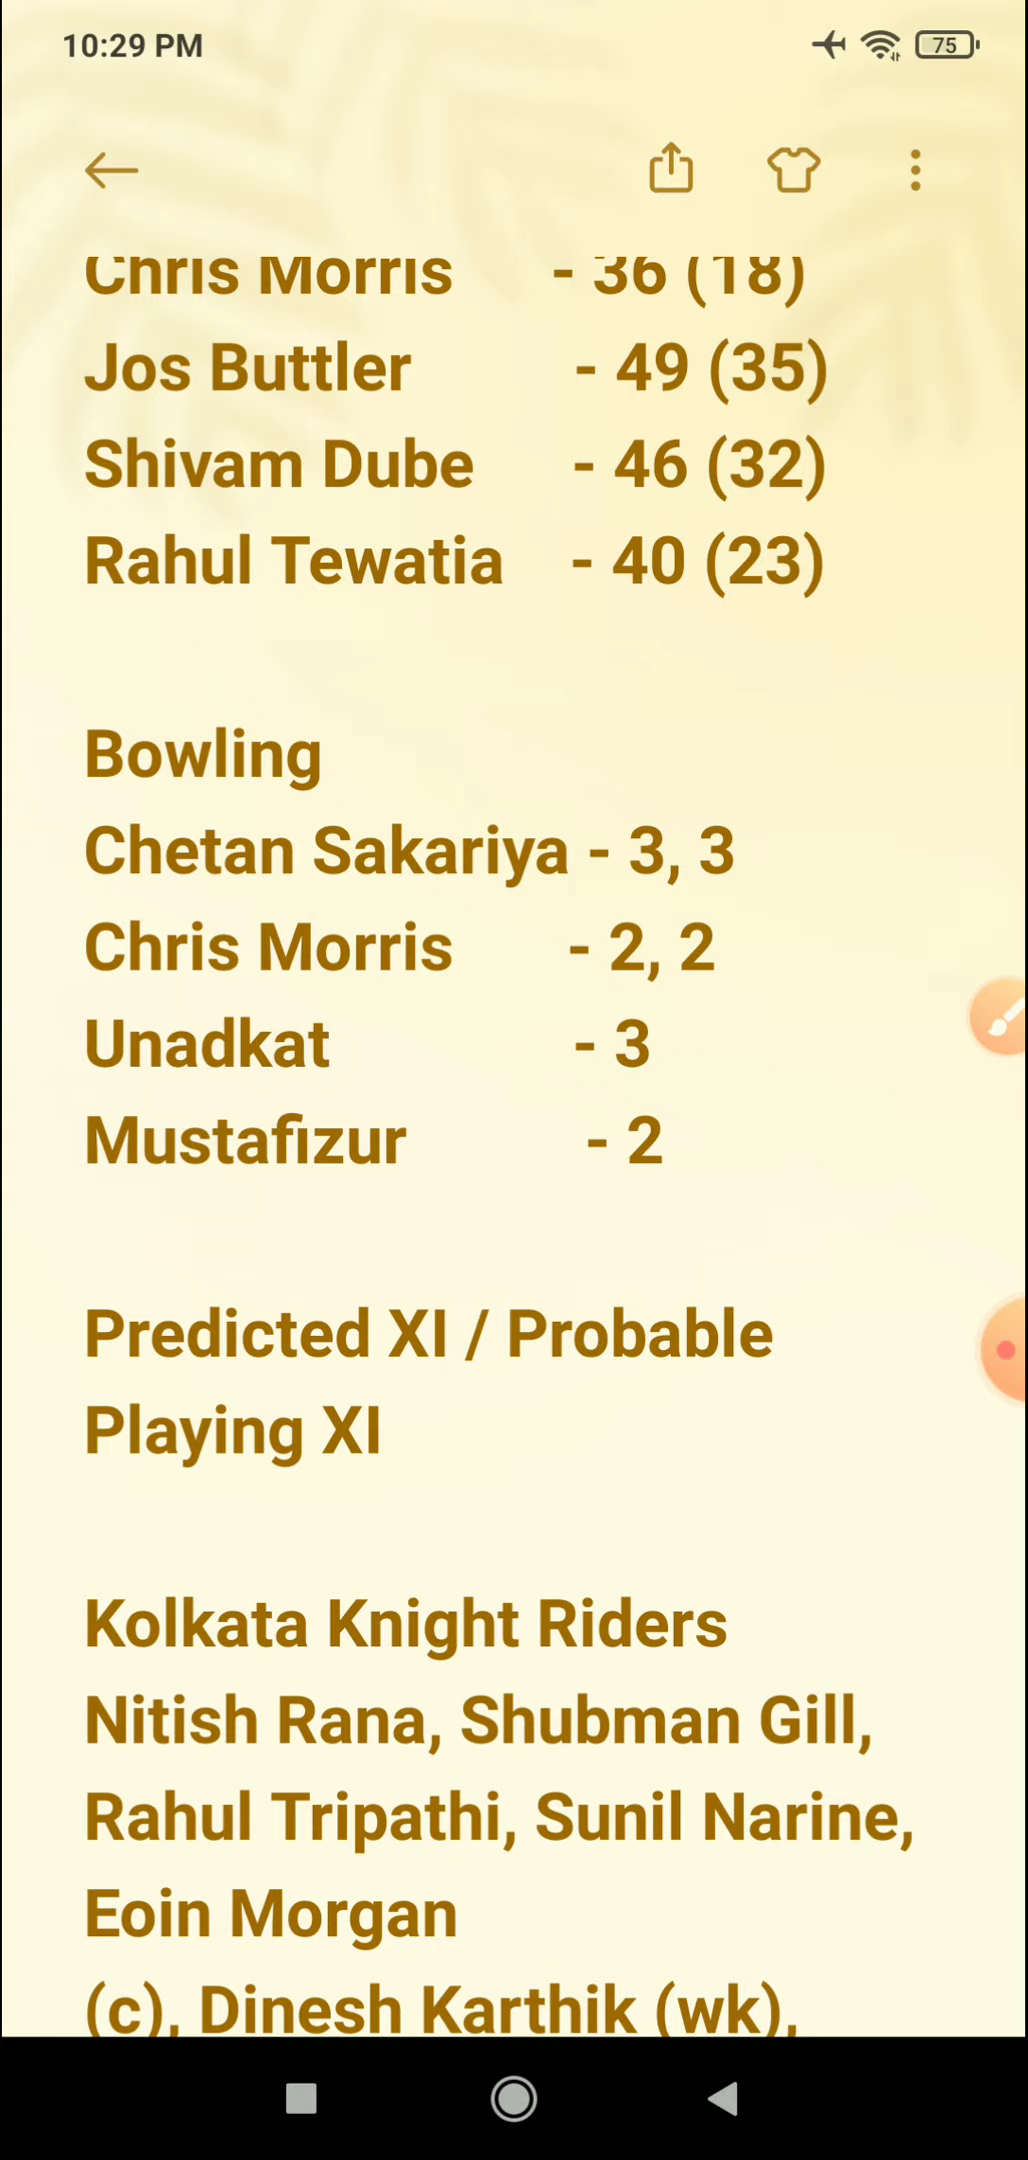 10:29 PM
75
Chris Morris - 36 (18)
Jos Buttler - 49 (35)
Shivam Dube - 46 (32)
Rahul Tewatia - 40 (23)
Bowling
Chetan Sakariya - 3, 3
Chris Morris - 2, 2
Unadkat - 3
Mustafizur - 2
Predicted XI / Probable
Playing XI
Kolkata Knight Riders
Nitish Rana, Shubman Gill,
Rahul Tripathi, Sunil Narine,
Eoin Morgan
(c), Dinesh Karthik (wk),